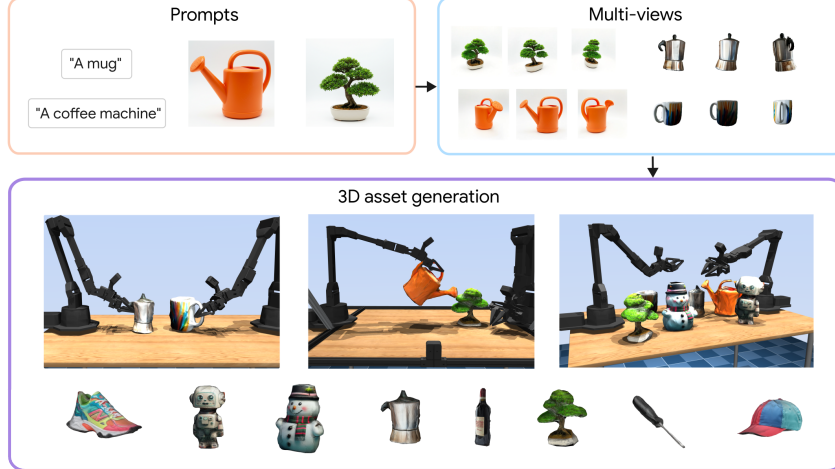 Prompts
Multi-views
"A mug"
"A coffee machine"
3D asset generation